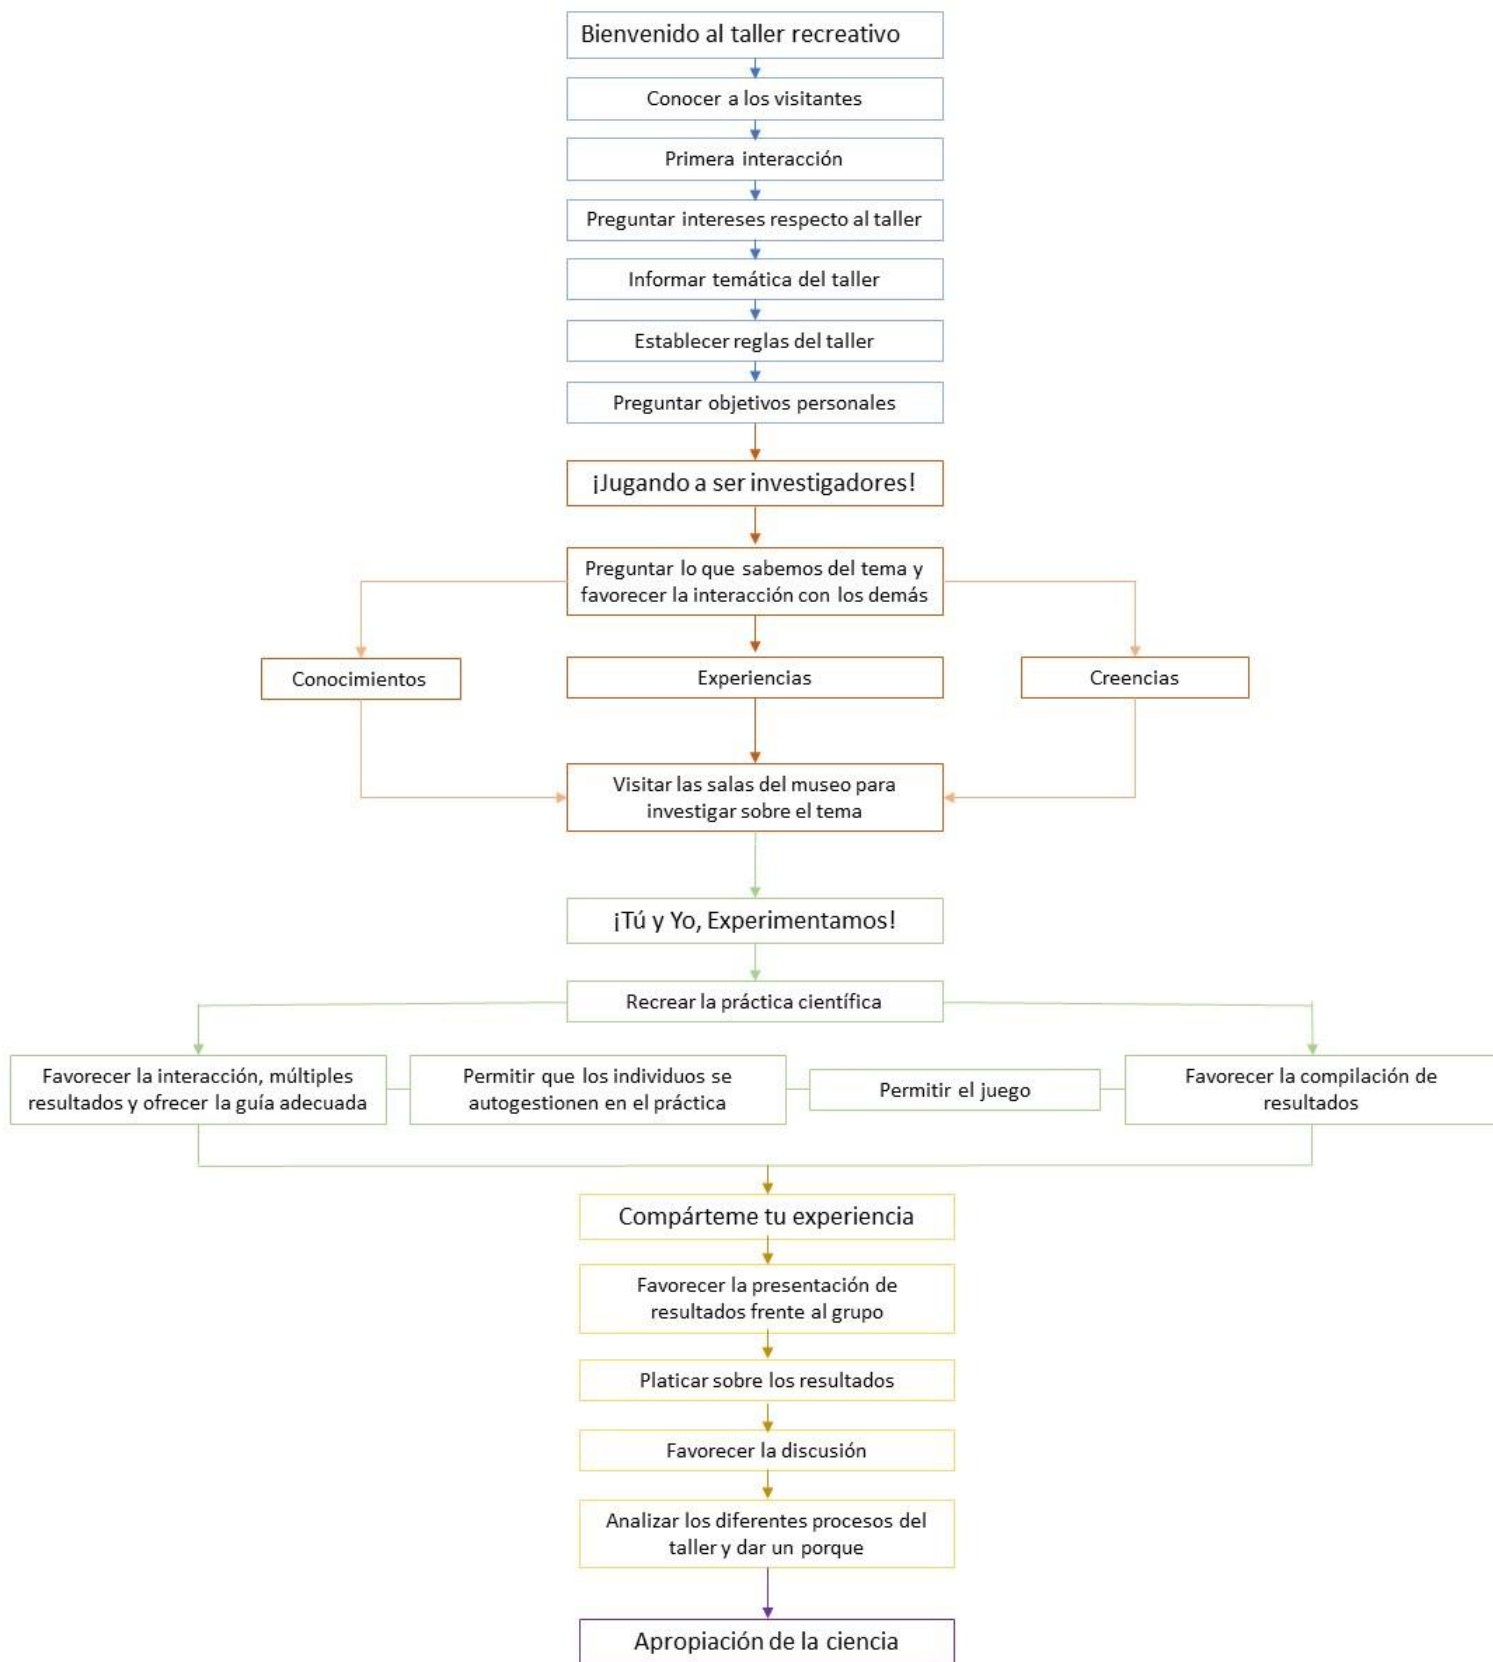 Bienvenido al taller recreativo
Conocer a los visitantes
Primera interacción
Preguntar intereses respecto al taller
Informar temática del taller
Establecer reglas del taller
Preguntar objetivos personales
¡Jugando a ser investigadores!
Preguntar lo que sabemos del tema y
favorecer la interacción con los demás
Conocimientos
Experiencias
Creencias
Visitar las salas del museo para
investigar sobre el tema
¡Tú y Yo, Experimentamos!
Recrear la práctica científica
Favorecer la interacción, múltiples
resultados y ofrecer la guía adecuada
Permitir que los individuos se
autogestionen en el práctica
Permitir el juego
Favorecer la compilación de
resultados
Compárteme tu experiencia
Favorecer la presentación de
resultados frente al grupo
Platicar sobre los resultados
Favorecer la discusión
Analizar los diferentes procesos del
taller y dar un porque
Apropiación de la ciencia